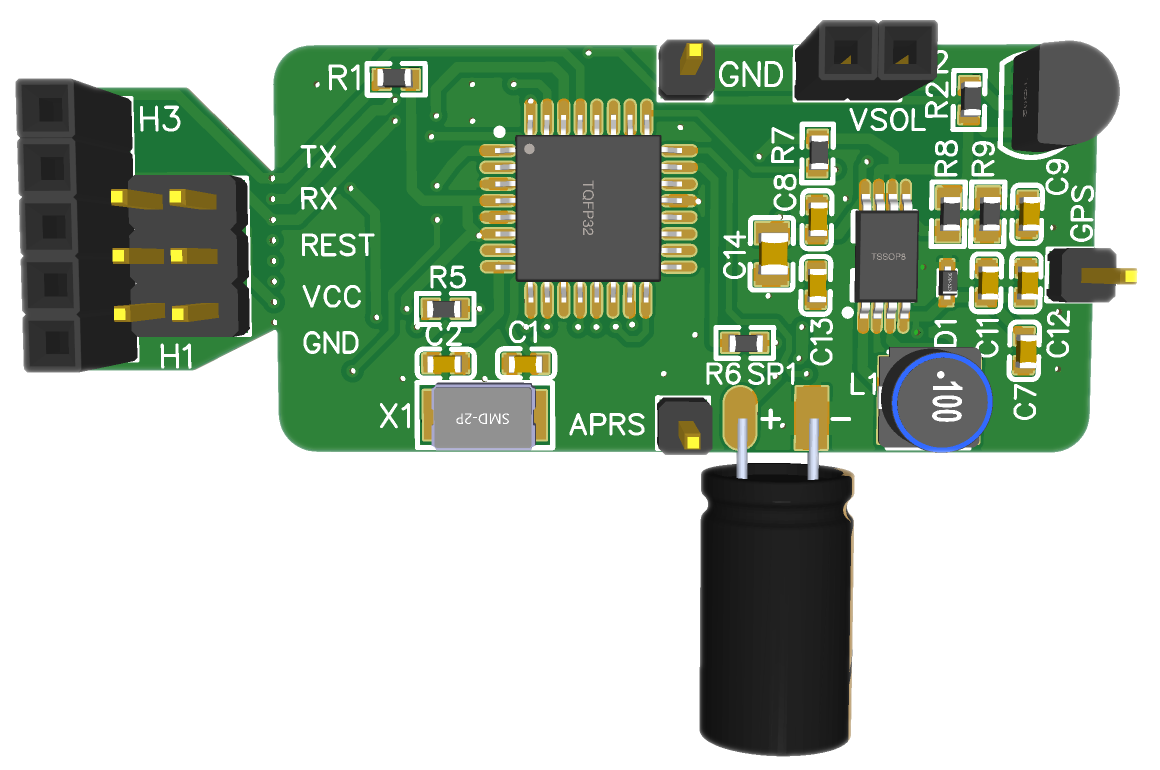 H3
R1
GND
2
R2
VSOL
TX
RX
REST
VCC
GND
H1
TQFP32
R7
C8
R8
R9
C9
GPS
C14
TSSOP8
R5
C2
C1
C13
D1
C11
C12
C7
X1
SMD-2P
APRS
R6
SP1
+
-
L1
100